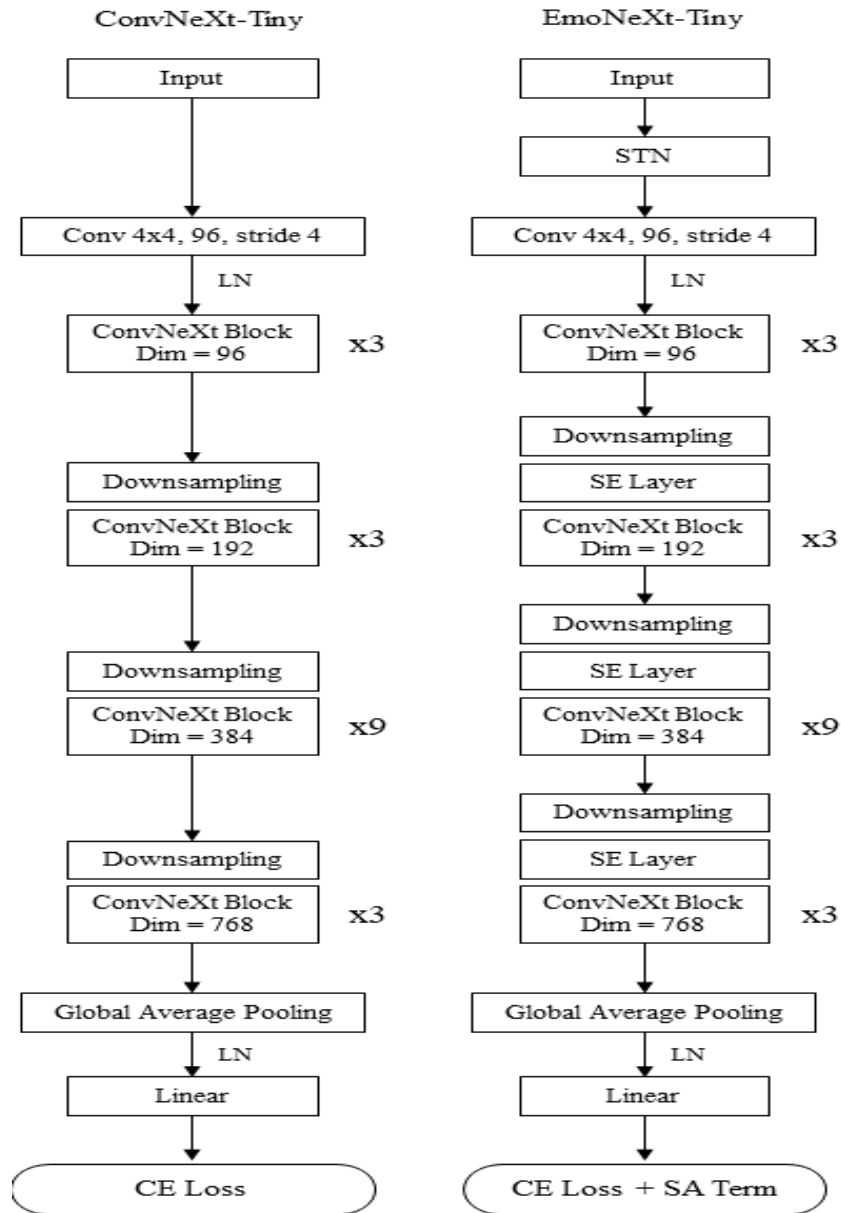 ConvNeXt-Tiny
Input
Conv 4x4, 96, stride 4
LN
ConvNeXt Block
Dim = 96
x3
Downsampling
ConvNeXt Block
Dim = 192
x3
Downsampling
ConvNeXt Block
Dim = 384
x9
Downsampling
ConvNeXt Block
Dim = 768
x3
Global Average Pooling
LN
Linear
CE Loss
EmoNeXt-Tiny
Input
STN
Conv 4x4, 96, stride 4
LN
ConvNeXt Block
Dim = 96
x3
Downsampling
SE Layer
ConvNeXt Block
Dim = 192
x3
Downsampling
SE Layer
ConvNeXt Block
Dim = 384
x9
Downsampling
SE Layer
ConvNeXt Block
Dim = 768
x3
Global Average Pooling
LN
Linear
CE Loss + SA Term